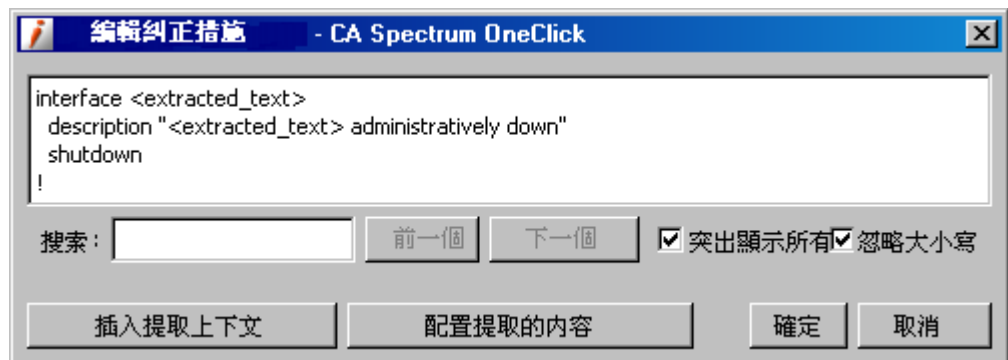 編輯糾正措施 - CA Spectrum OneClick
interface <extracted_text>
description "<extracted_text> administratively down"
shutdown
!
搜索: 前一個 下一個 突出顯示所有 忽略大小寫
插入提取上下文 配置提取的内容 確定 取消